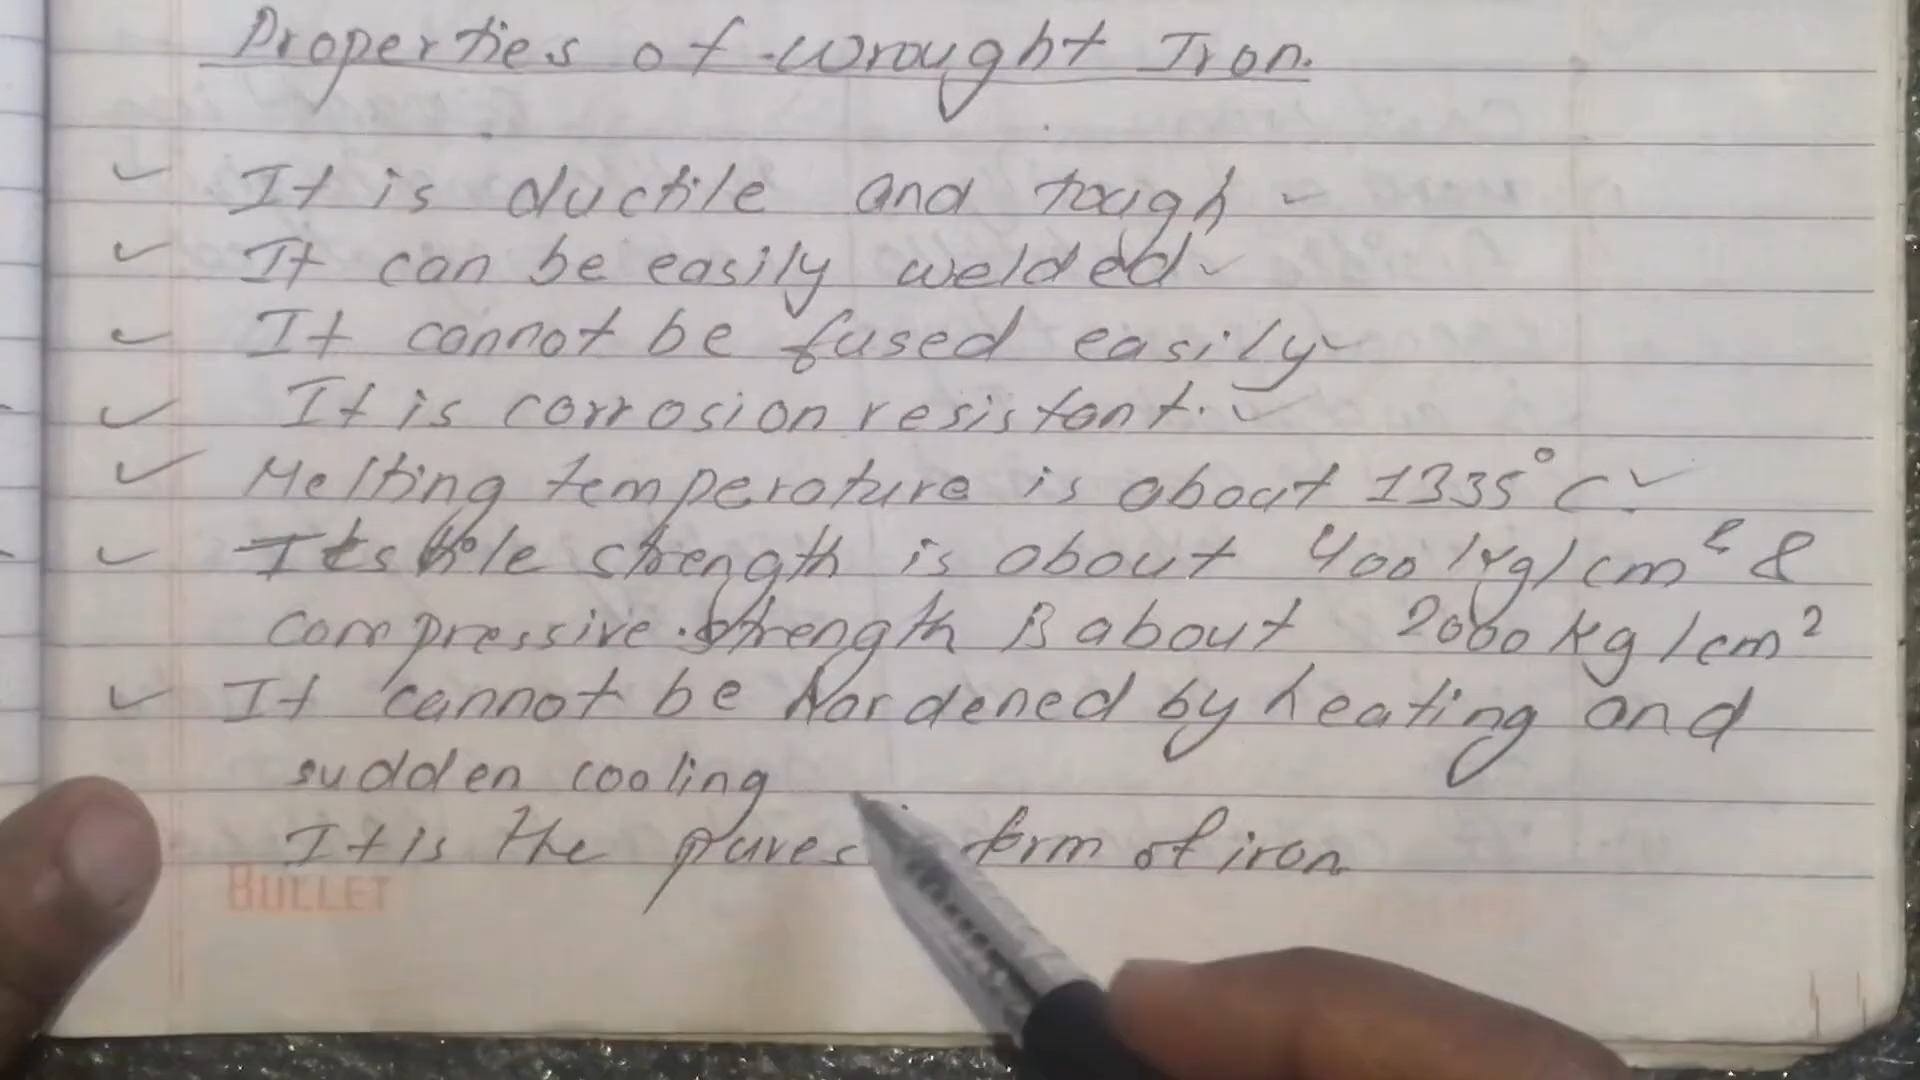 Properties of wrought Iron.
It is ductile and tough
It can be easily welded
It cannot be fused easily
It is corrosion resistant.
Melting temperature is about 1335°C.
strength is about 400 kg/cm² &
compressive strength is about 2000 kg/cm²
It cannot be hardened by heating and
sudden cooling
It is the form of iron
BULLET